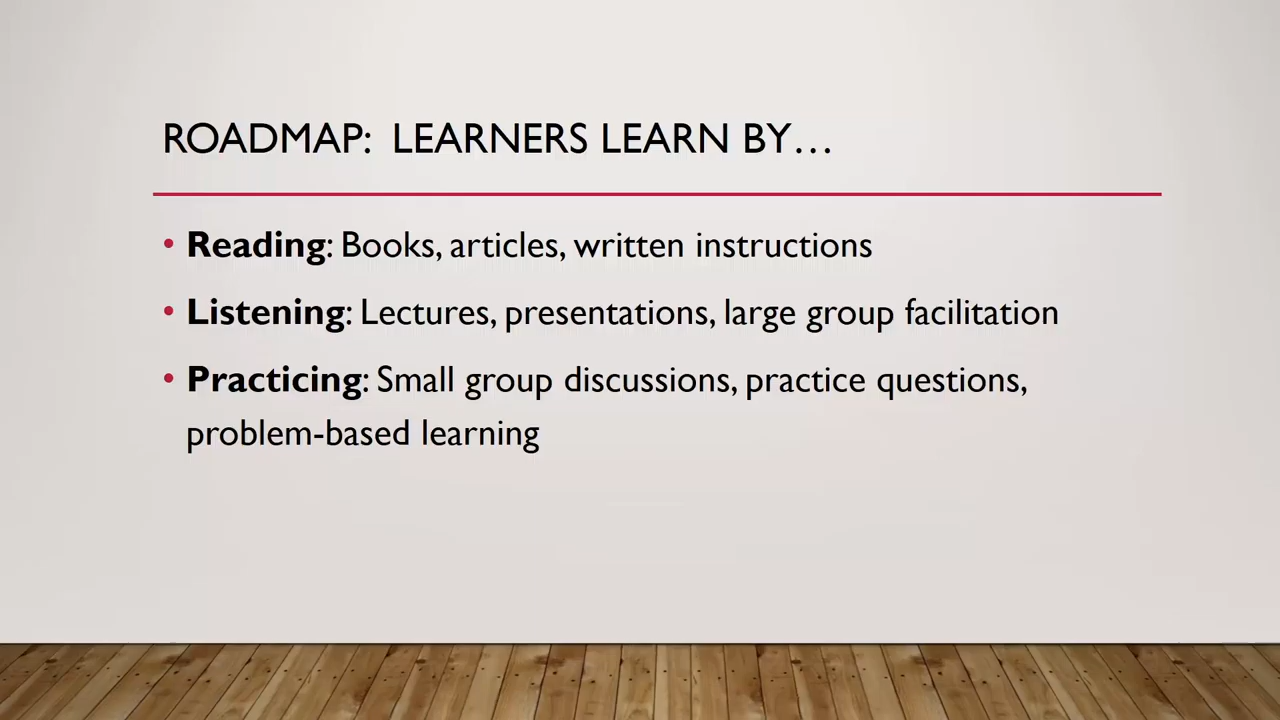 ROADMAP: LEARNERS LEARN BY…
• Reading: Books, articles, written instructions
• Listening: Lectures, presentations, large group facilitation
• Practicing: Small group discussions, practice questions,
problem-based learning